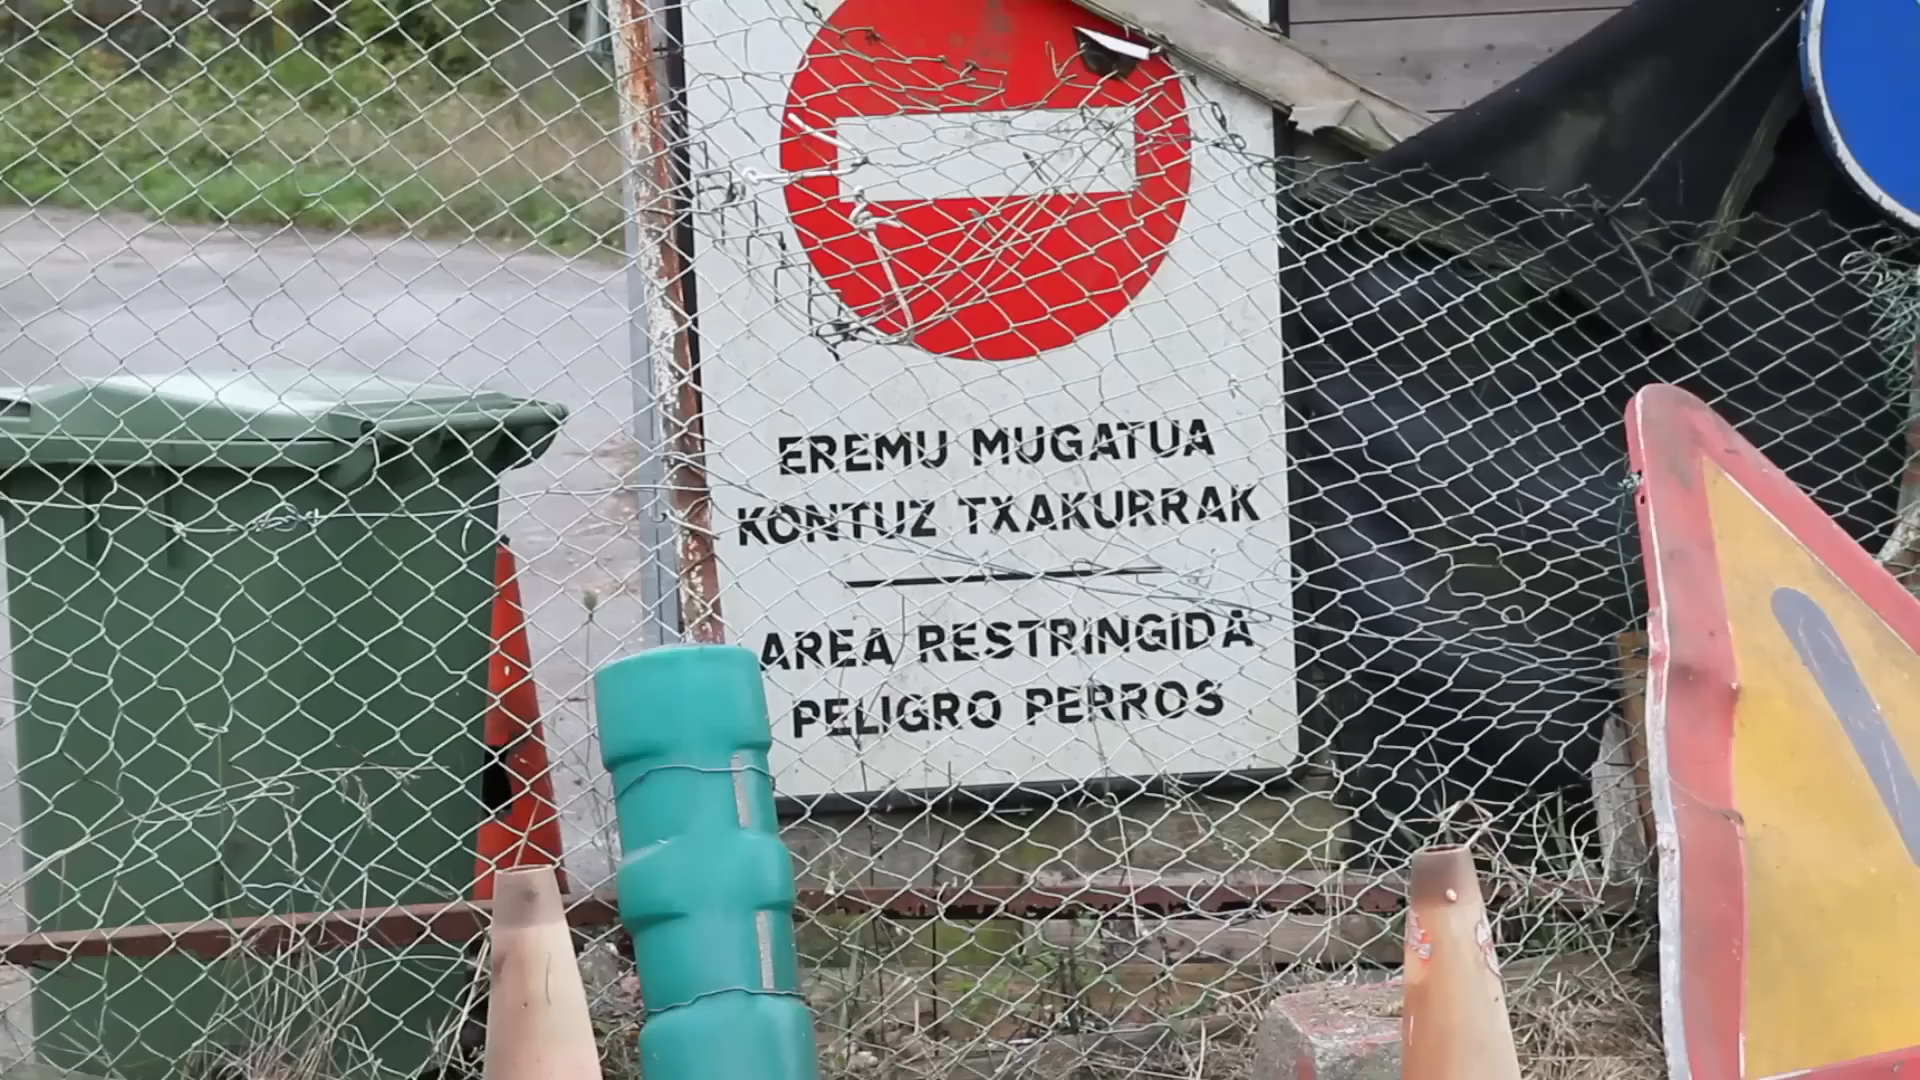 EREMU MUGATUA
KONTUZ TXAKURRAK
AREA RESTRINGIDA
PELIGRO PERROS